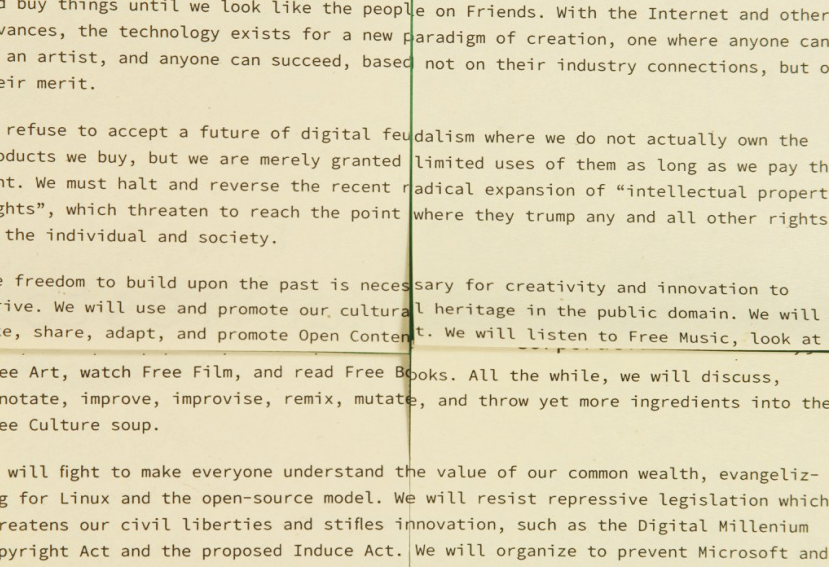 d buy things until we look like the people on Friends. With the Internet and other
vances, the technology exists for a new paradigm of creation, one where anyone can
an artist, and anyone can succeed, based not on their industry connections, but o
eir merit.
refuse to accept a future of digital feudalism where we do not actually own the
oducts we buy, but we are merely granted limited uses of them as long as we pay th
nt. We must halt and reverse the recent radical expansion of “intellectual propert
ghts”, which threaten to reach the point where they trump any and all other rights
the individual and society.
e freedom to build upon the past is necessary for creativity and innovation to
rive. We will use and promote our cultural heritage in the public domain. We will
ke, share, adapt, and promote Open Content. We will listen to Free Music, look at
ee Art, watch Free Film, and read Free Books. All the while, we will discuss,
notate, improve, improvise, remix, mutate, and throw yet more ingredients into the
ee Culture soup.
will fight to make everyone understand the value of our common wealth, evangeliz-
g for Linux and the open-source model. We will resist repressive legislation which
reatens our civil liberties and stifles innovation, such as the Digital Millenium
pyright Act and the proposed Induce Act. We will organize to prevent Microsoft and